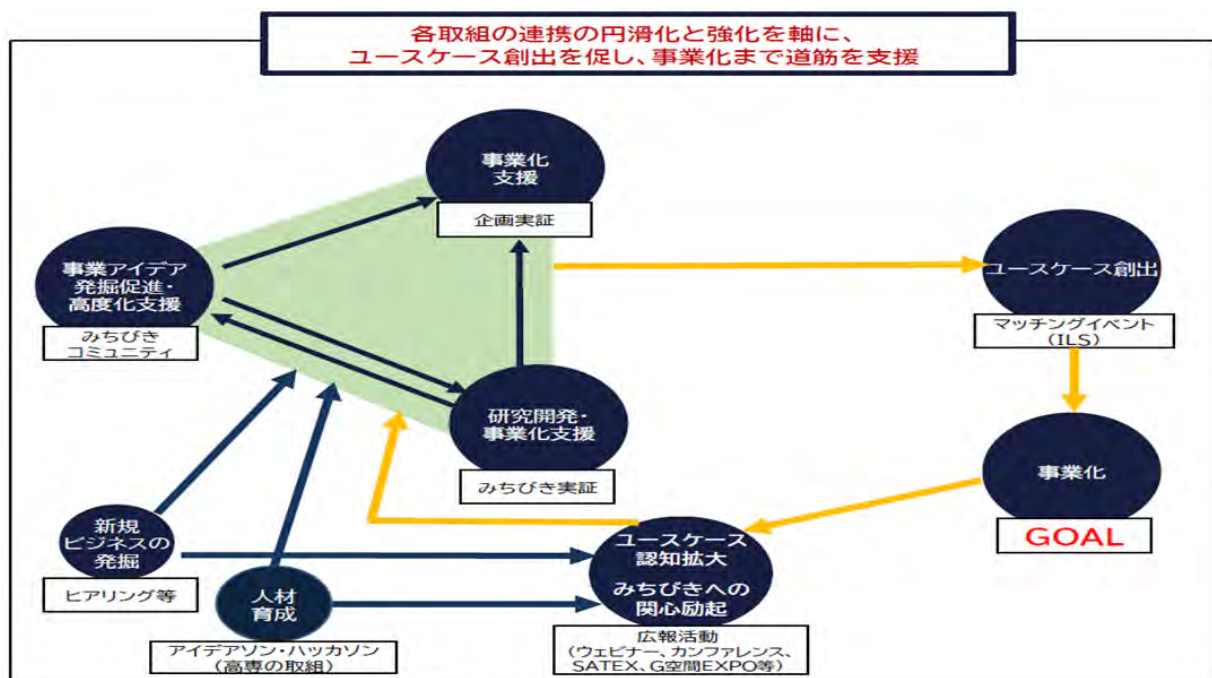 各取組の連携の円滑化と強化を軸に、
ユースケース創出を促し、事業化まで道筋を支援
事業化
支援
企画実証
事業アイデア
発掘促進・
高度化支援
みちびき
コミュニティ
ユースケース創出
マッチングイベント
(ILS)
研究開発・
事業化支援
みちびき実証
事業化
GOAL
新規
ビジネスの
発掘
ヒアリング等
人材
育成
アイデアソン・ハッカソン
(高専の取組)
ユースケース
認知拡大
みちびきへの
関心励起
広報活動
(ウェビナー、カンファレンス、
SATEX、G空間EXPO等)